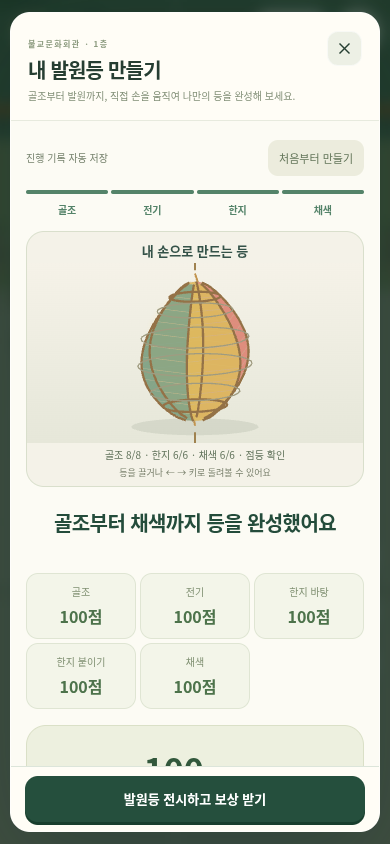 불교문화회관 · 1층
내 발원등 만들기
골조부터 발원까지, 직접 손을 움직여 나만의 등을 완성해 보세요.
진행 기록 자동 저장
처음부터 만들기
골조 전기 한지 채색
내 손으로 만드는 등
골조 8/8 · 한지 6/6 · 채색 6/6 · 점등 확인
등을 끌거나 ← → 키로 돌려볼 수 있어요
골조부터 채색까지 등을 완성했어요
골조 전기 한지 바탕
100점 100점 100점
한지 붙이기 채색
100점 100점
100
발원등 전시하고 보상 받기